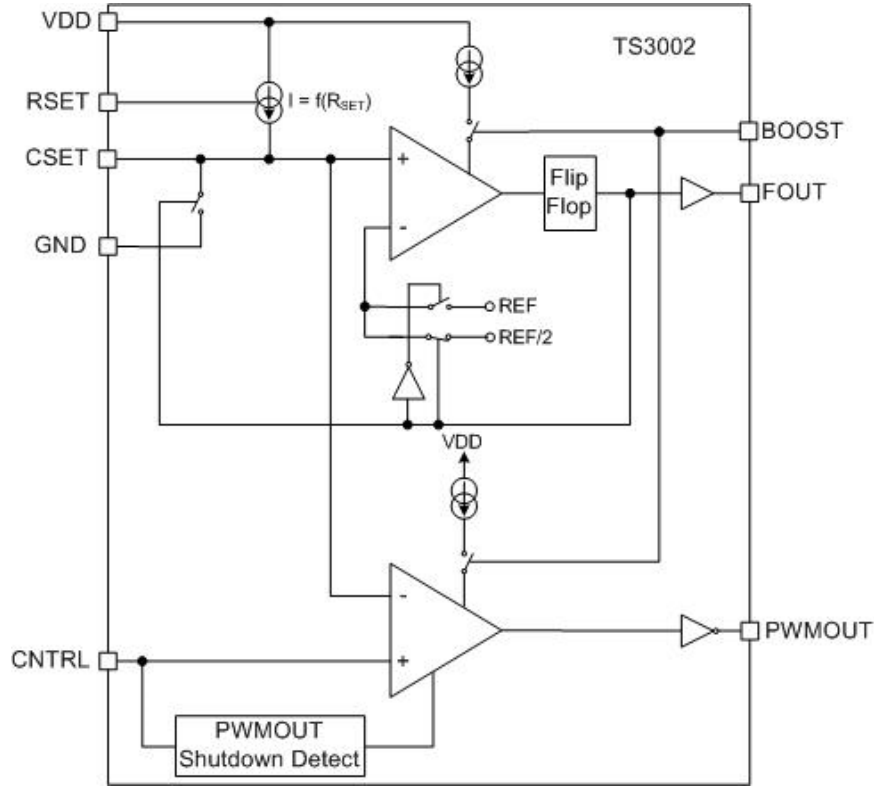 VDD
TS3002
RSET
I = f(RSET)
CSET
BOOST
+
Flip
Flop
FOUT
GND
-
REF
REF/2
VDD
-
PWMOUT
CNTRL
+
PWMOUT
Shutdown Detect